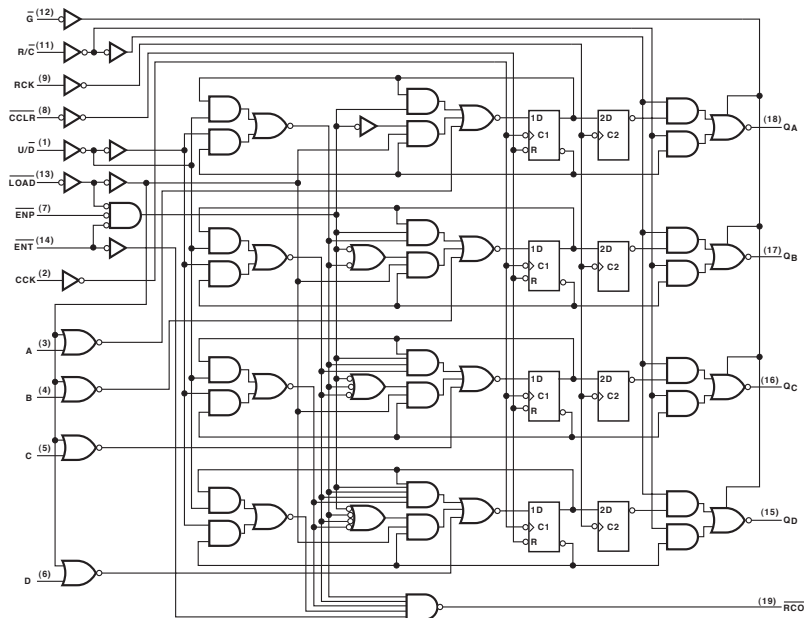 G (12)
R/C (11)
RCK (9)
CCLR (8)
U/D (1)
LOAD (13)
ENP (7)
ENT (14)
CCK (2)
A (3)
B (4)
C (5)
D (6)
1D
C1
R
2D
C2
(18) QA
1D
C1
R
2D
C2
(17) QB
1D
C1
R
2D
C2
(16) QC
1D
C1
R
2D
C2
(15) QD
(19) RCO